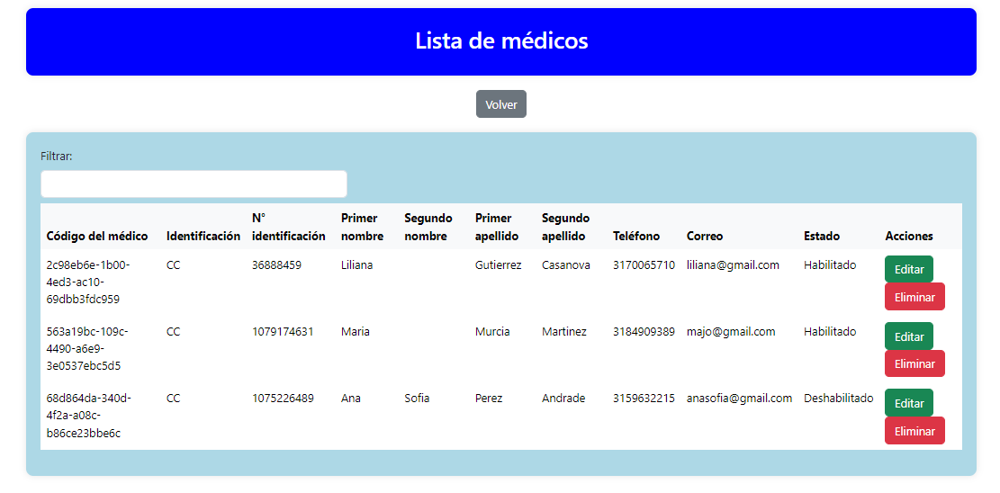 Lista de médicos
Volver
Filtrar:
Código del médico Identificación N° identificación Primer nombre Segundo nombre Primer apellido Segundo apellido Teléfono Correo Estado Acciones
2c98eb6e-1b00-4ed3-ac10-69dbb3fdc959 CC 36888459 Liliana Gutierrez Casanova 3170065710 liliana@gmail.com Habilitado Editar Eliminar
563a19bc-109c-4490-a6e9-3e0537ebc5d5 CC 1079174631 Maria Murcia Martinez 3184909389 majo@gmail.com Habilitado Editar Eliminar
68d864da-340d-4f2a-a08c-b86ce23bbe6c CC 1075226489 Ana Sofia Perez Andrade 3159632215 anasofia@gmail.com Deshabilitado Editar Eliminar